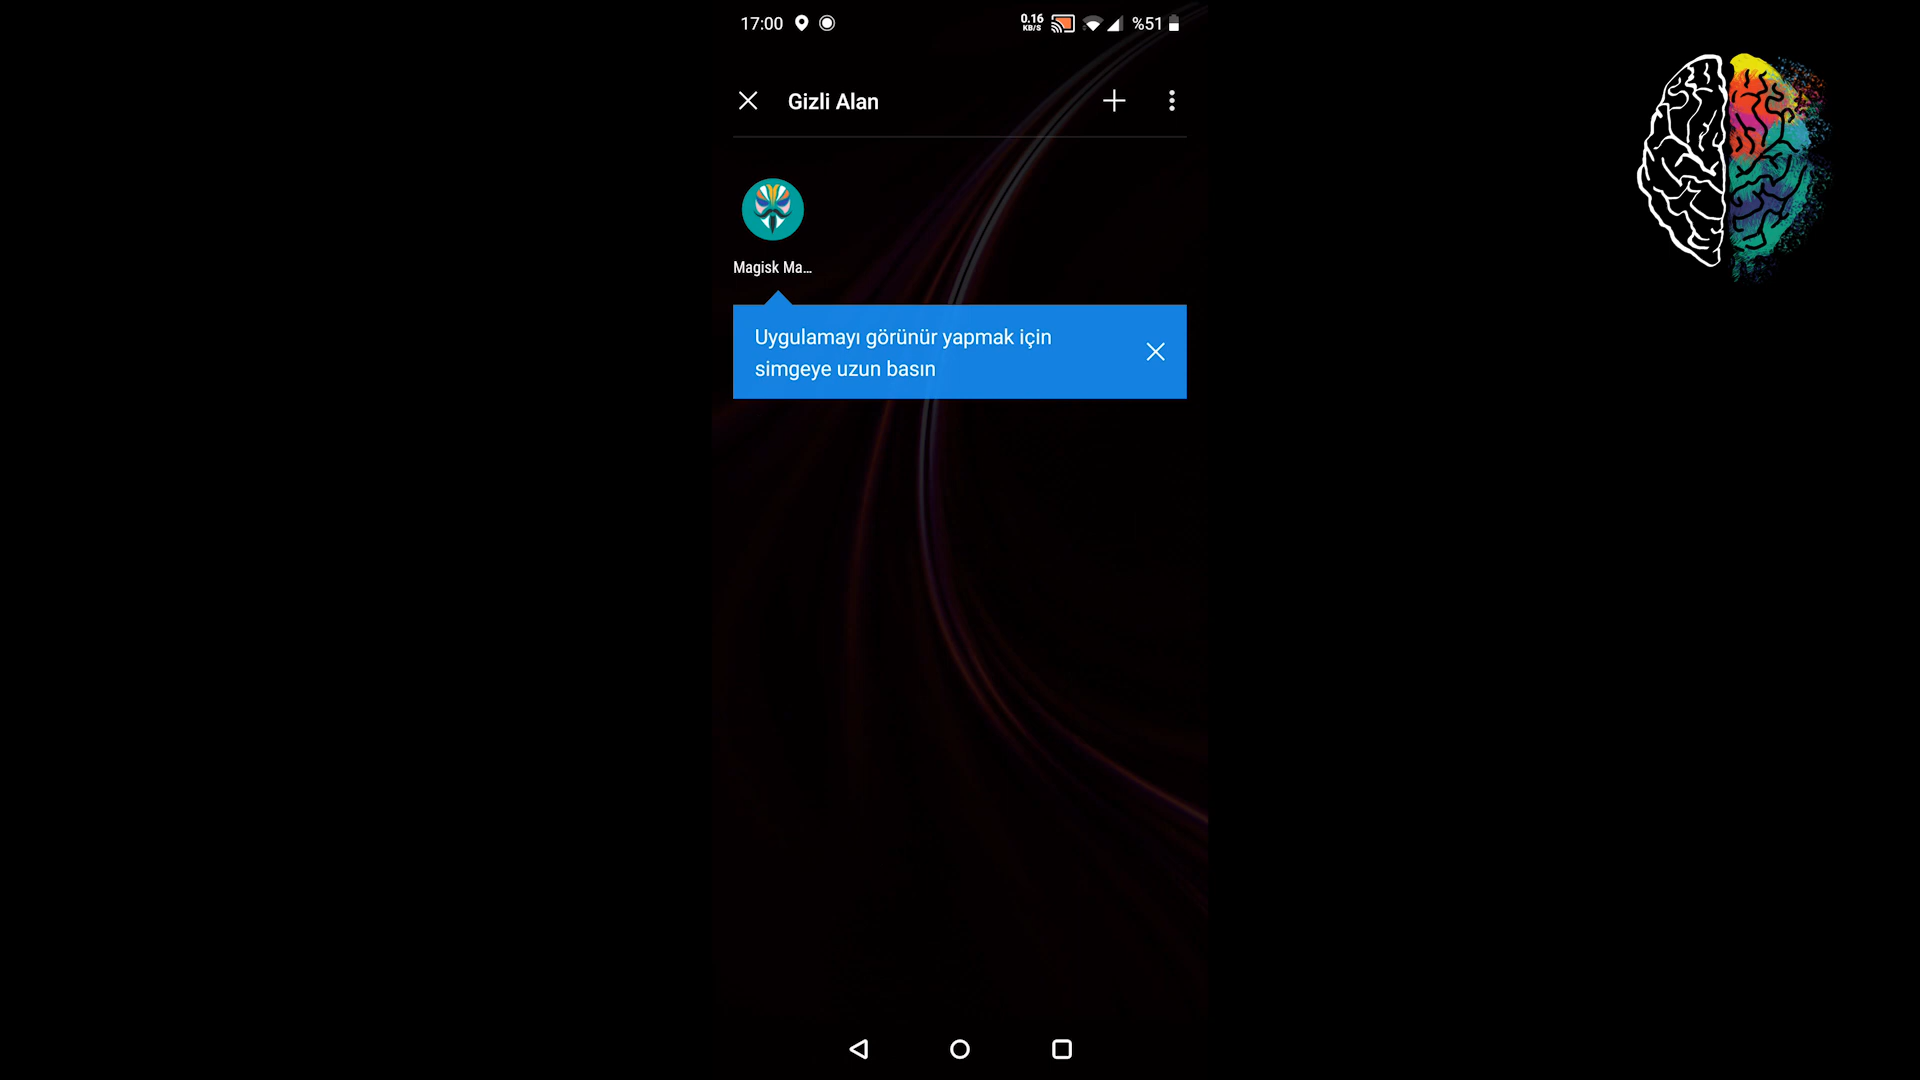 17:00
0.16
KB/S
%51
Gizli Alan
Magisk Ma...
Uygulamayı görünür yapmak için
simgeye uzun basın